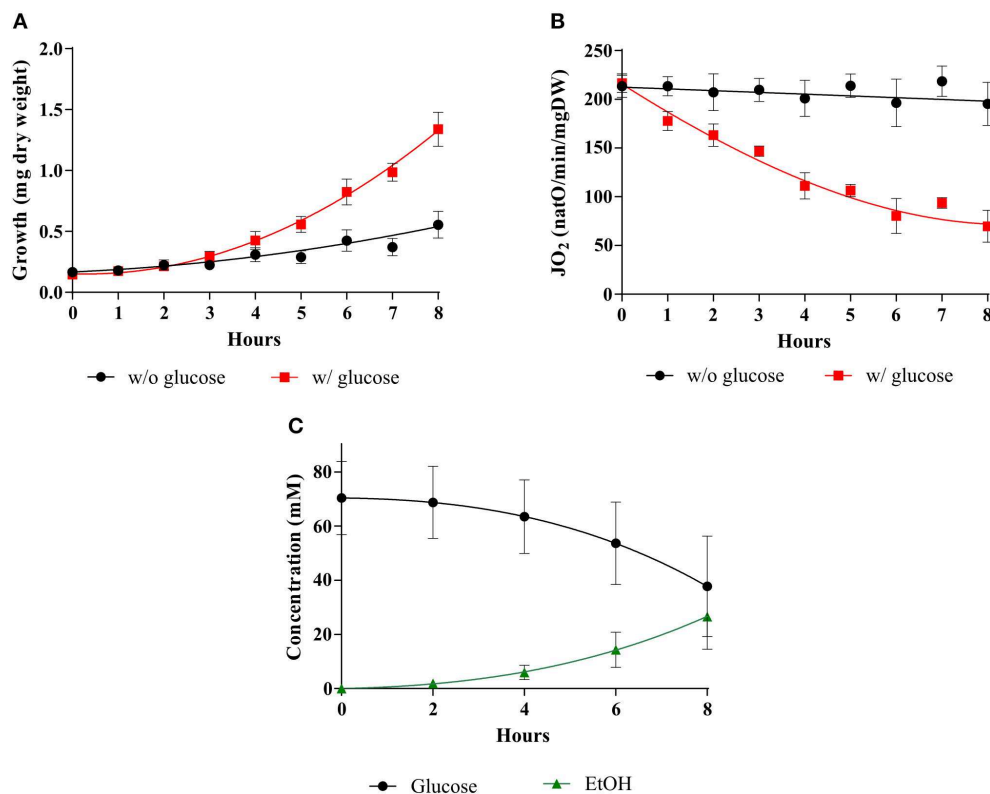 A
Growth (mg dry weight)
2.0
1.5
1.0
0.5
0.0
0 1 2 3 4 5 6 7 8
Hours
w/o glucose w/ glucose
B
JO₂ (natO/min/mgDW)
250
200
150
100
50
0
0 1 2 3 4 5 6 7 8
Hours
w/o glucose w/ glucose
C
Concentration (mM)
80
60
40
20
0
0 2 4 6 8
Hours
Glucose EtOH